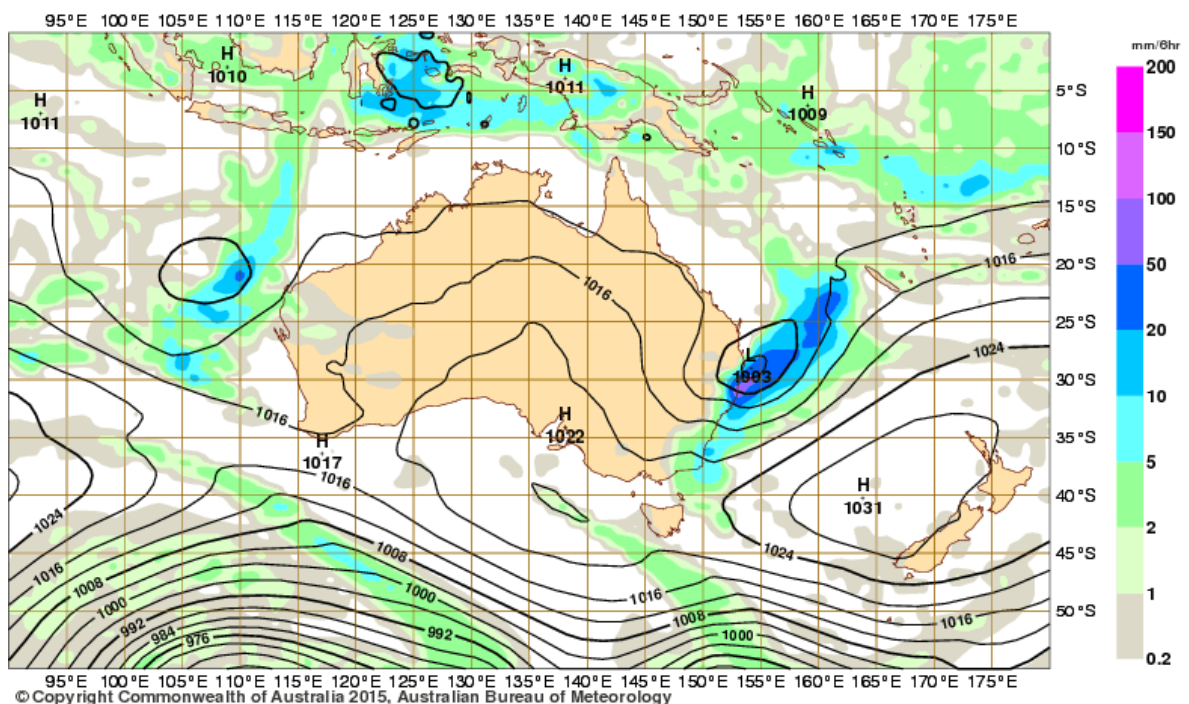 95°E 100°E 105°E 110°E 115°E 120°E 125°E 130°E 135°E 140°E 145°E 150°E 155°E 160°E 165°E 170°E 175°E
mm/6hr
200
150
100
50
20
10
5
2
1
0.2
5°S
10°S
15°S
20°S
25°S
30°S
35°S
40°S
45°S
50°S
H
1010
H
1011
H
1011
H
1009
1016
1016
L
1003
1024
1016
H
1022
H
1017
1016
H
1031
1024
1024
1008
1016
1008
1000
992
984
976
1000
992
1016
1008
1000
1016
95°E 100°E 105°E 110°E 115°E 120°E 125°E 130°E 135°E 140°E 145°E 150°E 155°E 160°E 165°E 170°E 175°E
© Copyright Commonwealth of Australia 2015, Australian Bureau of Meteorology